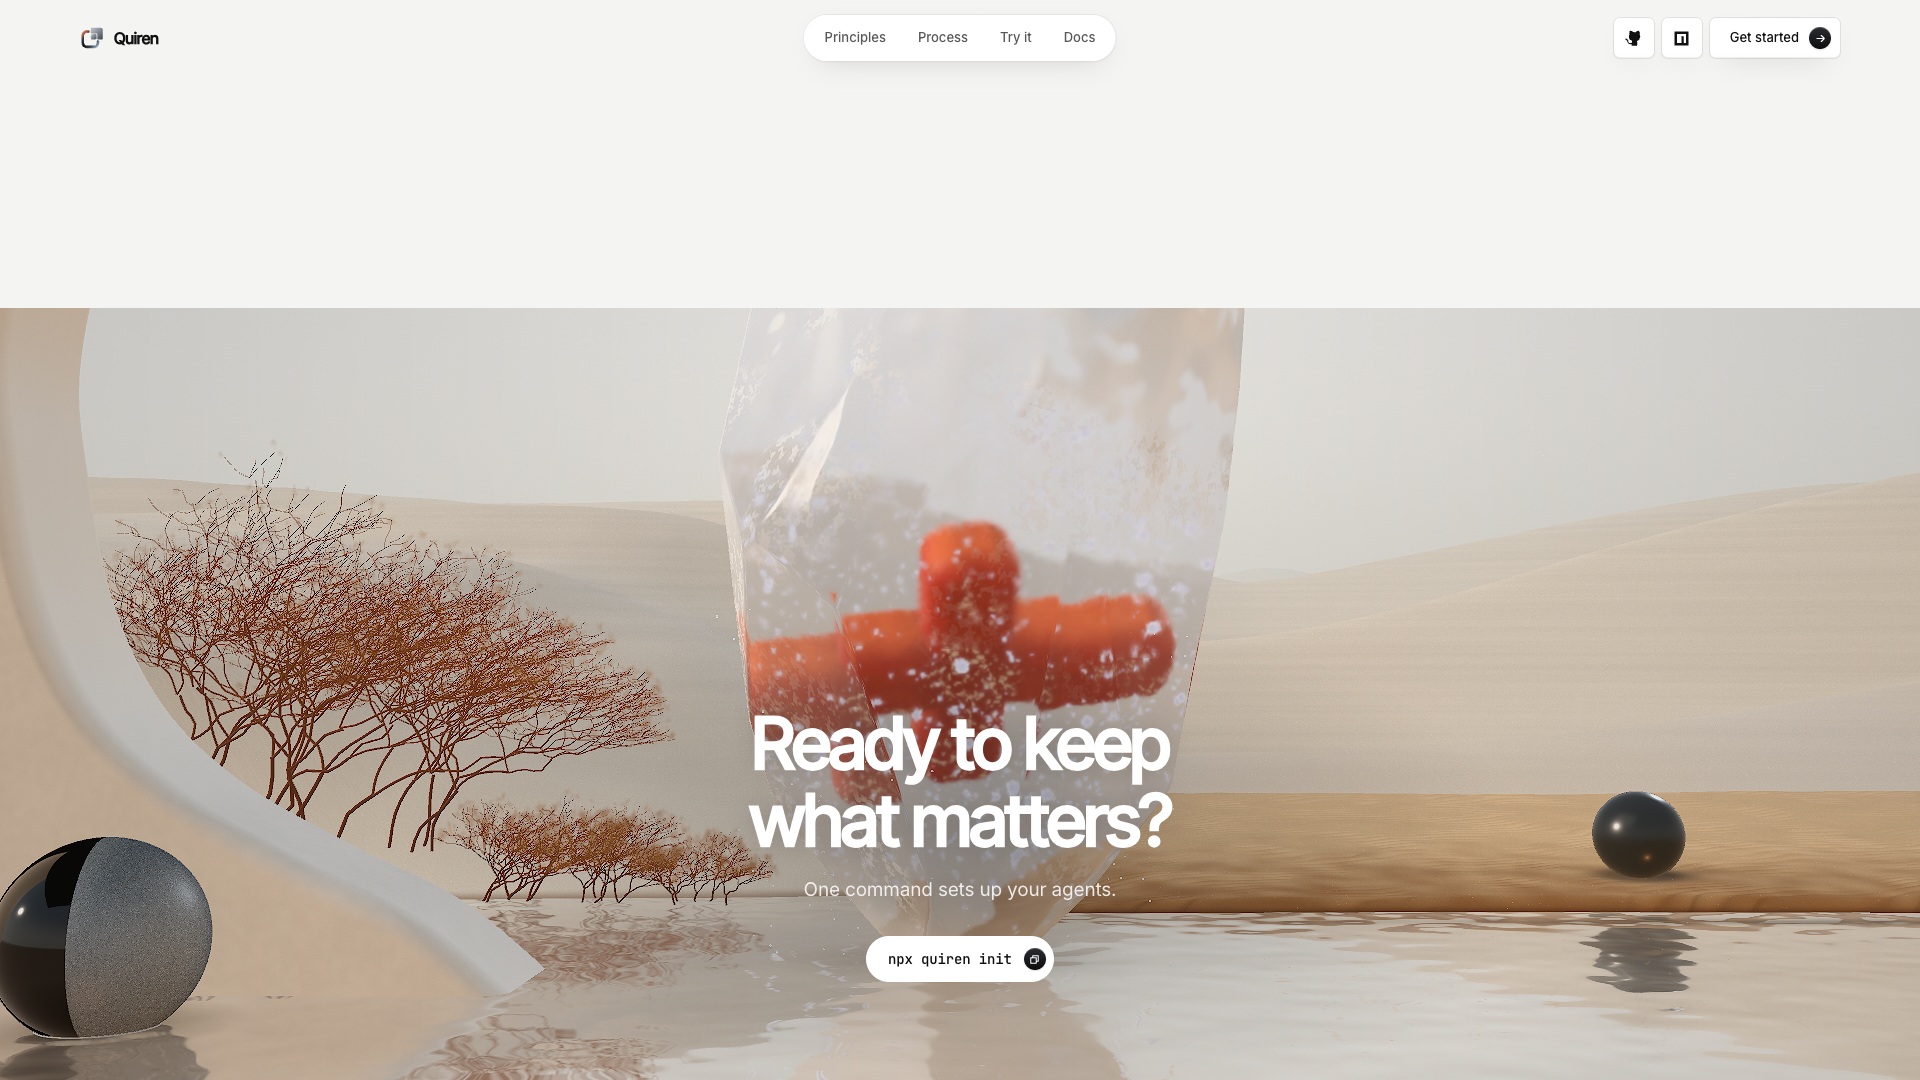 Quiren
Principles
Process
Try it
Docs
Get started
Ready to keep
what matters?
One command sets up your agents.
npx quiren init